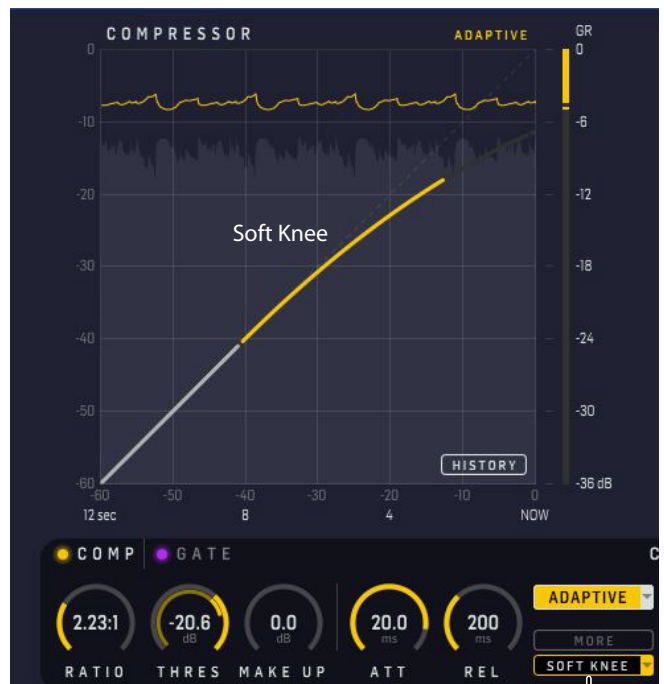 COMPRESSOR ADAPTIVE GR
0 0
-10 -6
-20 -12
Soft Knee
-30 -18
-40 -24
-50 -30
HISTORY
-60 -36 dB
-60 -50 -40 -30 -20 -10 0
12 sec 8 4 NOW
COMP GATE C
2.23:1 -20.6 dB 0.0 dB 20.0 ms 200 ms ADAPTIVE
MORE
RATIO THRES MAKE UP ATT REL SOFT KNEE